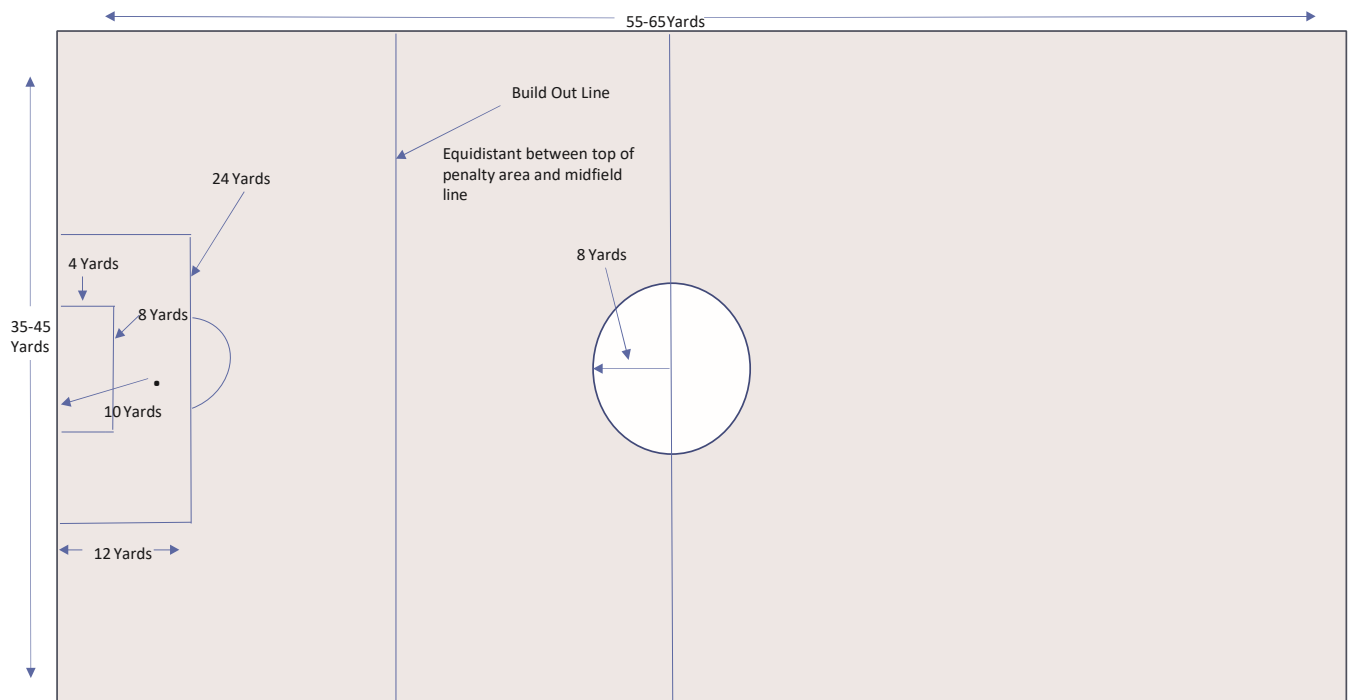 55-65Yards
Build Out Line
Equidistant between top of
penalty area and midfield
line
24 Yards
8 Yards
4 Yards
8 Yards
35-45
Yards
10 Yards
12 Yards